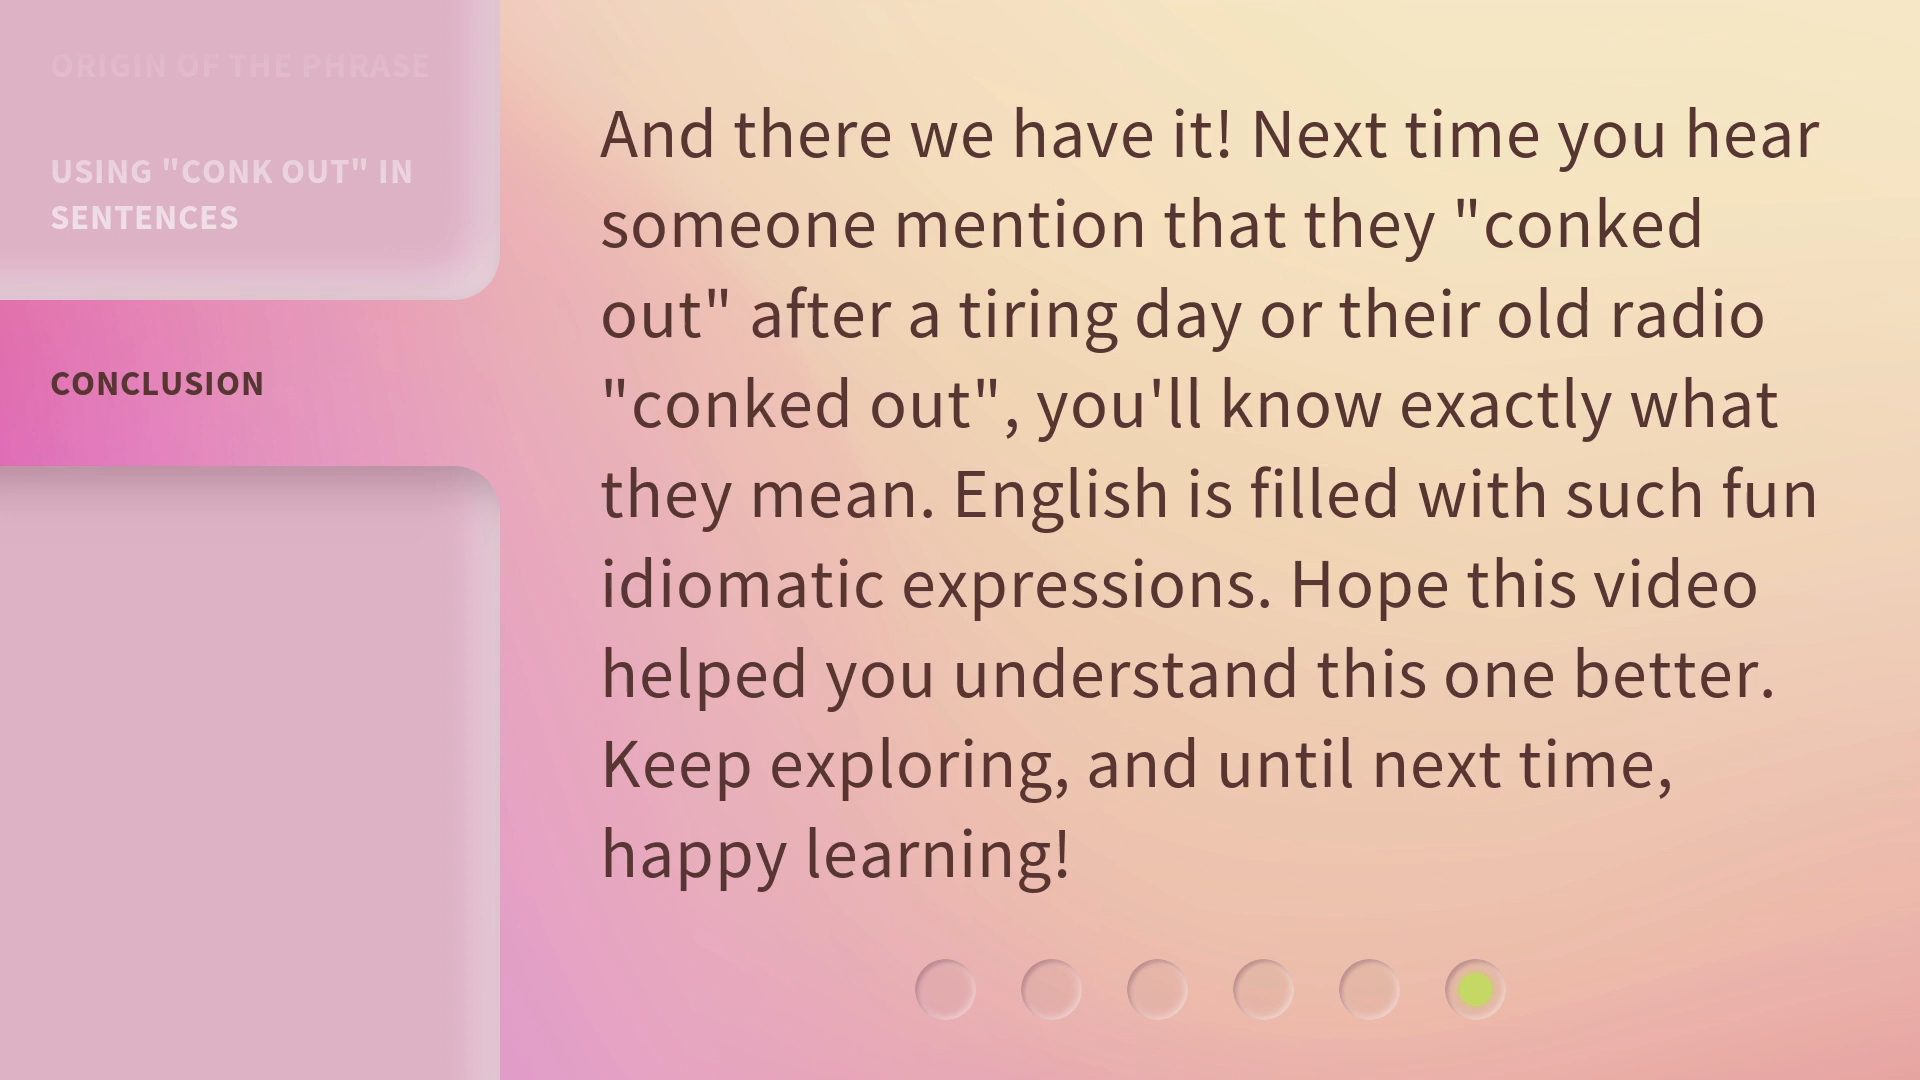 ORIGIN OF THE PHRASE
USING "CONK OUT" IN
SENTENCES
CONCLUSION
And there we have it! Next time you hear
someone mention that they "conked
out" after a tiring day or their old radio
"conked out", you'll know exactly what
they mean. English is filled with such fun
idiomatic expressions. Hope this video
helped you understand this one better.
Keep exploring, and until next time,
happy learning!